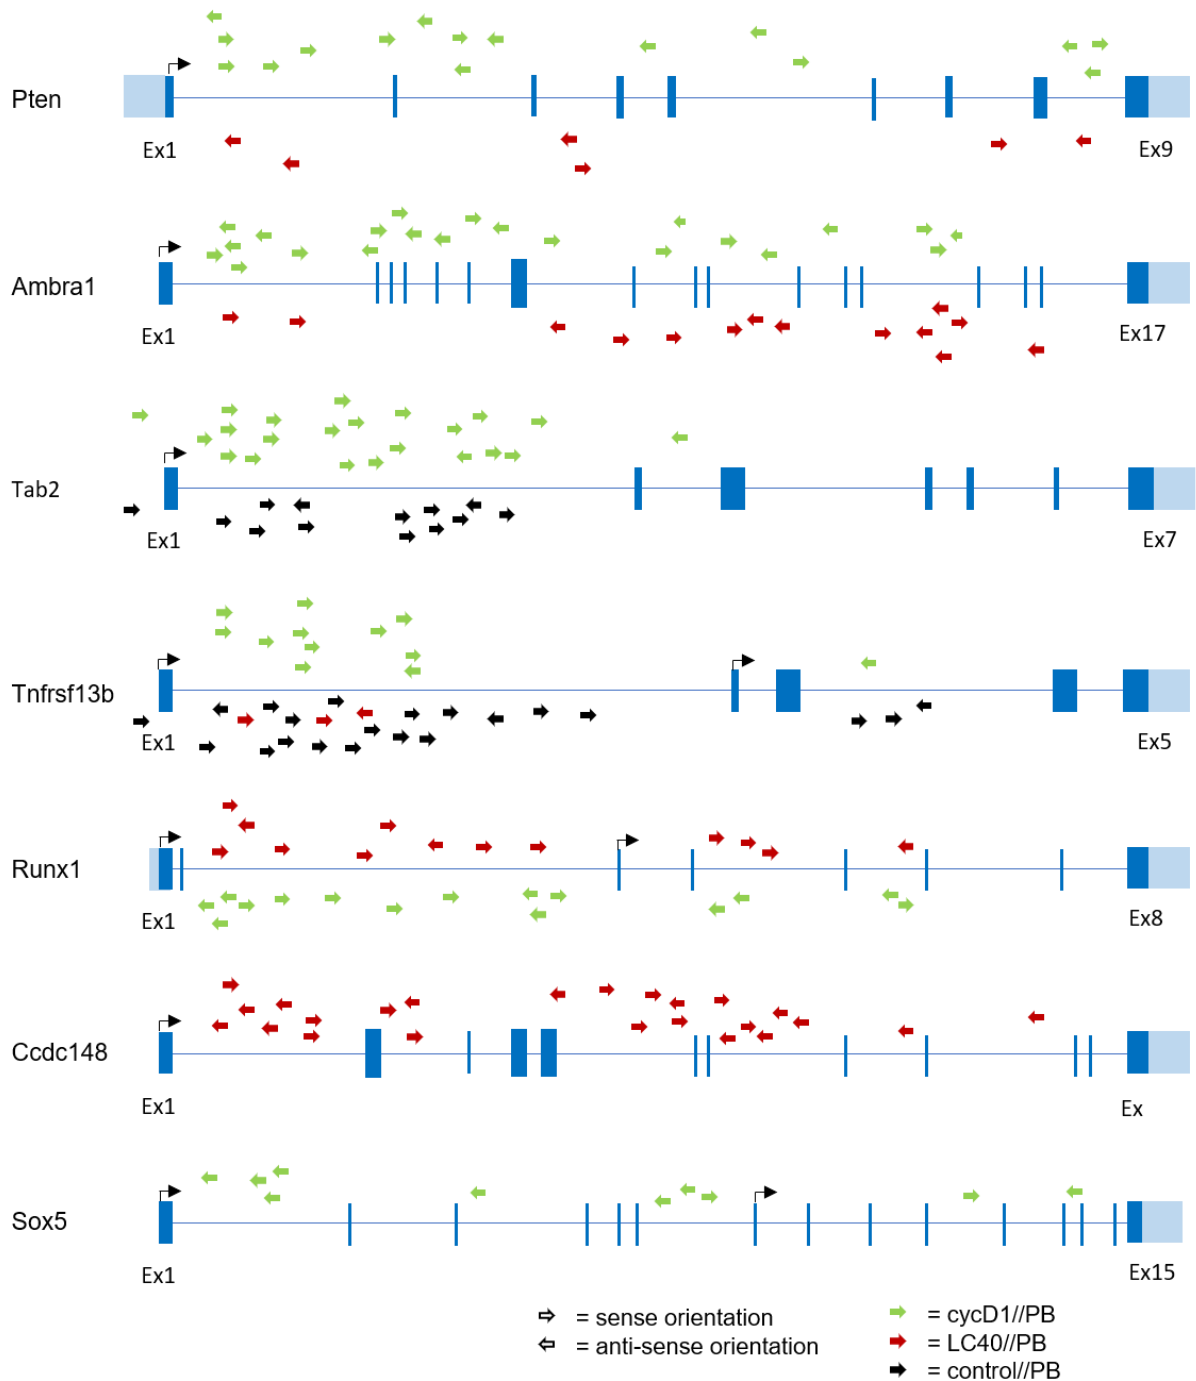 Pten
Ex1
Ex9
Ambra1
Ex1
Ex17
Tab2
Ex1
Ex7
Tnfrsf13b
Ex1
Ex5
Runx1
Ex1
Ex8
Ccdc148
Ex1
Ex
Sox5
Ex1
Ex15
= sense orientation
= anti-sense orientation
= cycD1//PB
= LC40//PB
= control//PB